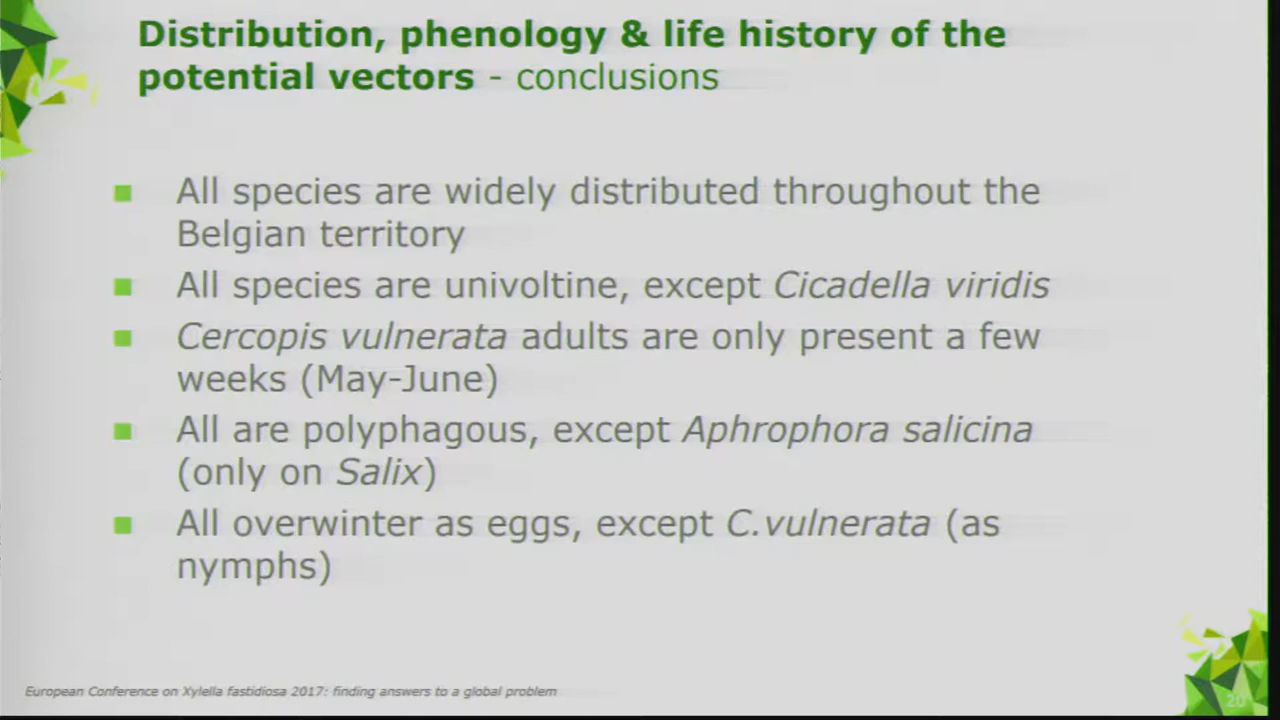 Distribution, phenology & life history of the
potential vectors - conclusions
All species are widely distributed throughout the
Belgian territory
All species are univoltine, except Cicadella viridis
Cercopis vulnerata adults are only present a few
weeks (May-June)
All are polyphagous, except Aphrophora salicina
(only on Salix)
All overwinter as eggs, except C.vulnerata (as
nymphs)
European Conference on Xylella fastidiosa 2017: finding answers to a global problem
20